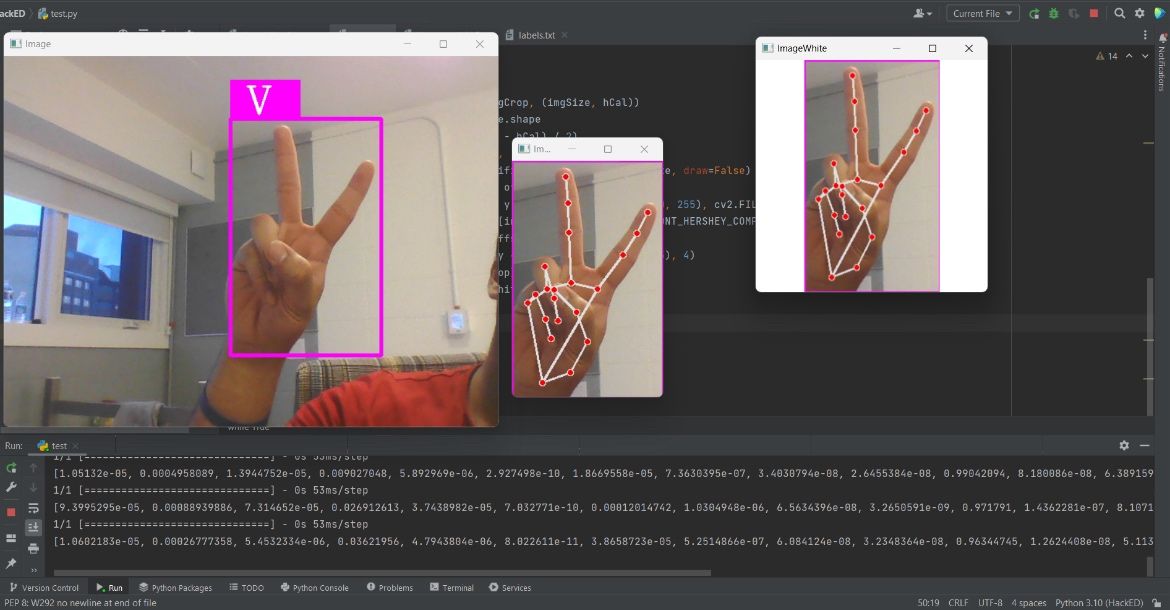 HackED
test.py
Current File
labels.txt
14
Notifications
Image
V
Im...
ImageWhite
gCrop, (imgSize, hCal))
e.shape
draw=False)
255), cv2.FIL
NT_HERSHEY_COMP
), 4)
while True
Run:
test
1/1 [==============================] - 0s 53ms/step
[1.05132e-05, 0.0004958089, 1.3944752e-05, 0.009027048, 5.892969e-06, 2.927498e-10, 1.8669558e-05, 7.3630395e-07, 3.4030794e-08, 2.6455384e-08, 0.99042094, 8.180086e-08, 6.389159
1/1 [==============================] - 0s 53ms/step
[9.3995295e-05, 0.00088939886, 7.314652e-05, 0.026912613, 3.7438982e-05, 7.032771e-10, 0.00012014742, 1.0304948e-06, 6.5634396e-08, 3.2650591e-09, 0.971791, 1.4362281e-07, 8.1071
1/1 [==============================] - 0s 53ms/step
[1.0602183e-05, 0.00026777358, 5.4532334e-06, 0.03621956, 4.7943804e-06, 8.022611e-11, 3.8658723e-05, 5.2514866e-07, 6.084124e-08, 3.2348364e-08, 0.96344745, 1.2624408e-08, 5.113
Version Control
Run
Python Packages
TODO
Python Console
Problems
Terminal
Services
PEP 8: W292 no newline at end of file
50:19
CRLF
UTF-8
4 spaces
Python 3.10 (HackED)